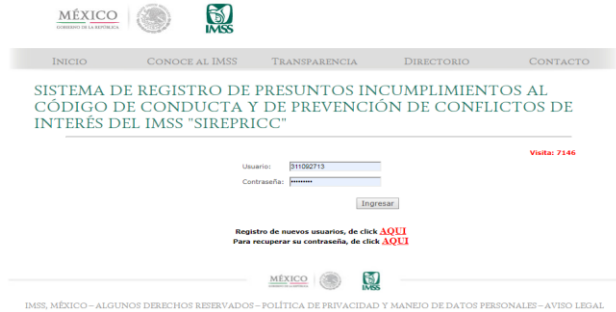 MÉXICO
GOBIERNO DE LA REPÚBLICA
IMSS
INICIO CONOCE AL IMSS TRANSPARENCIA DIRECTORIO CONTACTO
SISTEMA DE REGISTRO DE PRESUNTOS INCUMPLIMIENTOS AL
CÓDIGO DE CONDUCTA Y DE PREVENCIÓN DE CONFLICTOS DE
INTERÉS DEL IMSS "SIREPRICC"
Visita: 7146
Usuario: 311092713
Contraseña: •••••••••
Ingresar
Registro de nuevos usuarios, de click AQUI
Para recuperar su contraseña, de click AQUI
MÉXICO
IMSS
IMSS, MÉXICO – ALGUNOS DERECHOS RESERVADOS – POLÍTICA DE PRIVACIDAD Y MANEJO DE DATOS PERSONALES – AVISO LEGAL